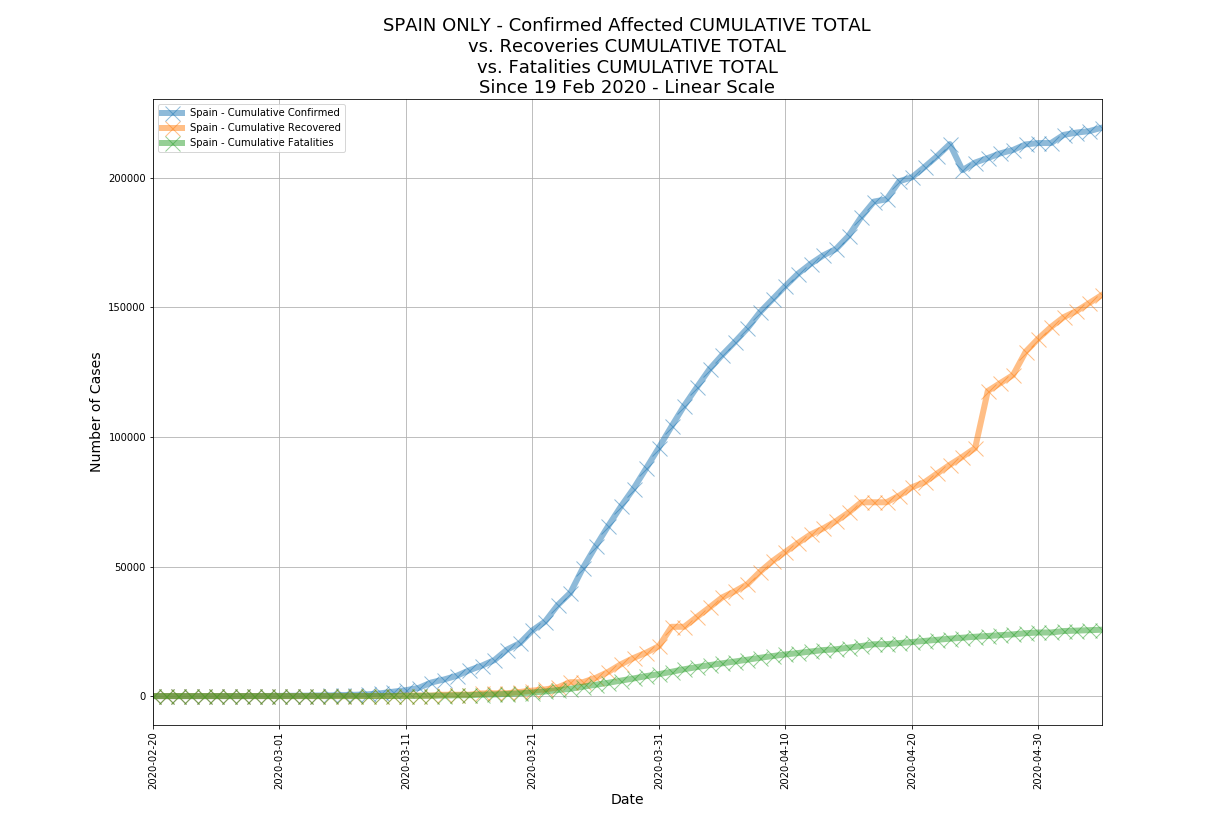 SPAIN ONLY - Confirmed Affected CUMULATIVE TOTAL
vs. Recoveries CUMULATIVE TOTAL
vs. Fatalities CUMULATIVE TOTAL
Since 19 Feb 2020 - Linear Scale
Spain - Cumulative Confirmed
Spain - Cumulative Recovered
Spain - Cumulative Fatalities
Number of Cases
200000
150000
100000
50000
0
2020-02-20
2020-03-01
2020-03-11
2020-03-21
2020-03-31
2020-04-10
2020-04-20
2020-04-30
Date